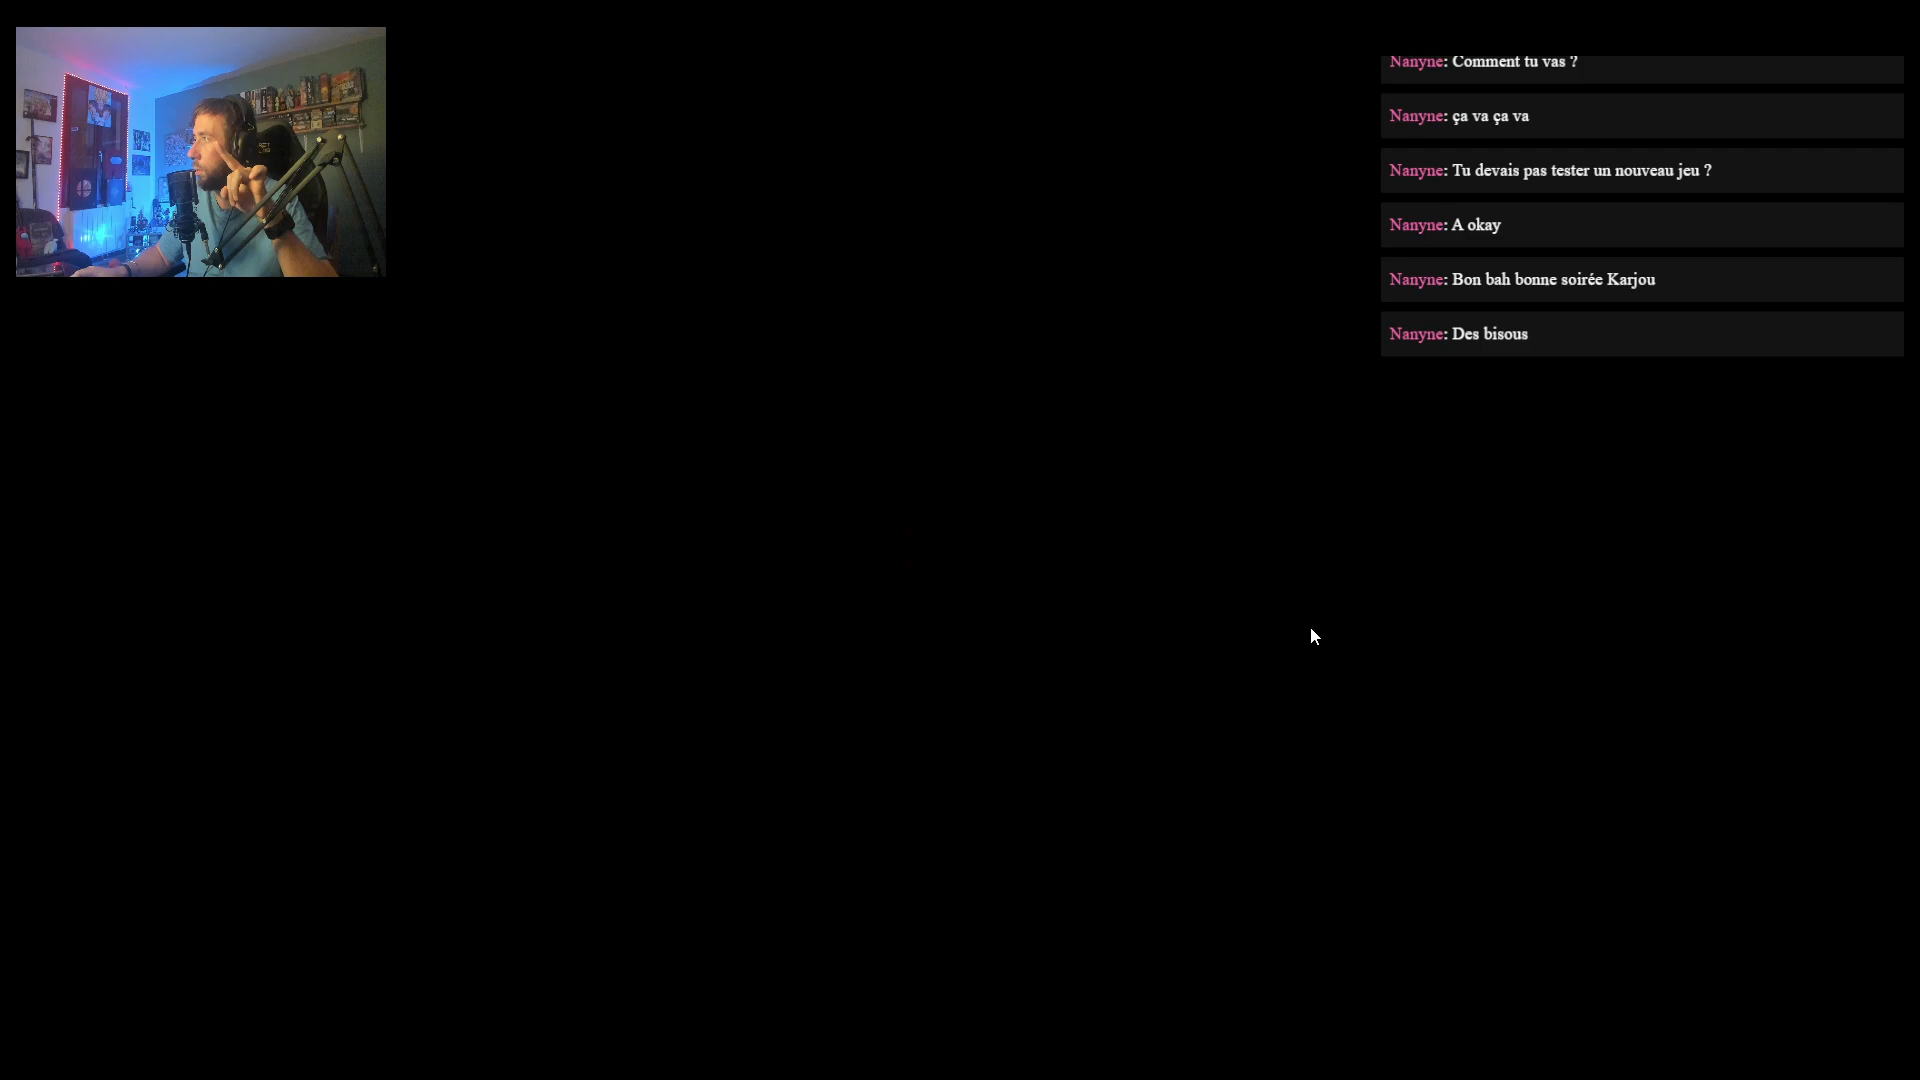 Nanyne: Comment tu vas ?
Nanyne: ça va ça va
Nanyne: Tu devais pas tester un nouveau jeu ?
Nanyne: A okay
Nanyne: Bon bah bonne soirée Karjou
Nanyne: Des bisous